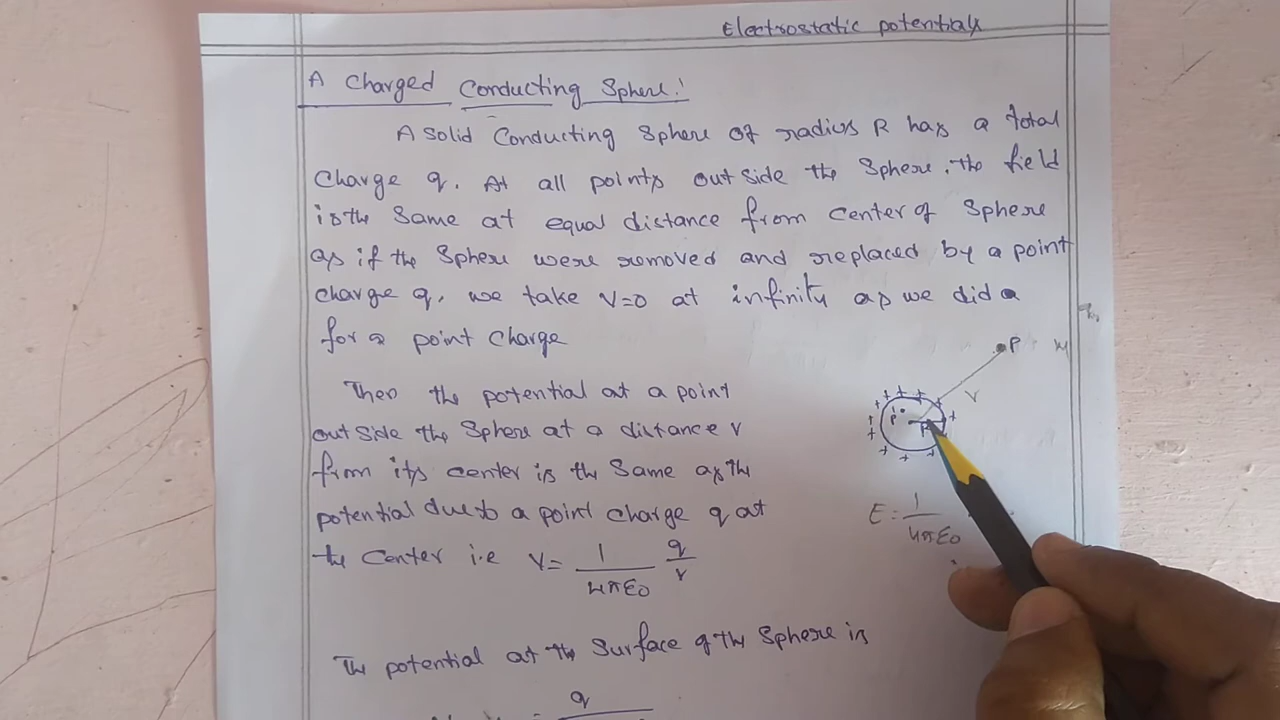 Electrostatic potentials
A Charged Conducting Sphere:
A Solid Conducting Sphere of radius R has a total
Charge q. At all points outside the Sphere, the field
is the Same at equal distance from Center of Sphere
as if the Sphere were removed and replaced by a point
charge q, we take V=0 at infinity as we did
for a point charge
Then the potential at a point
outside the Sphere at a distance r
from its center is the Same as the
potential due to a point charge q at
the Center i.e V= 1/4πε0 q/r
The potential at the Surface of the Sphere is
q
P
r
P
E= 1/4πε0